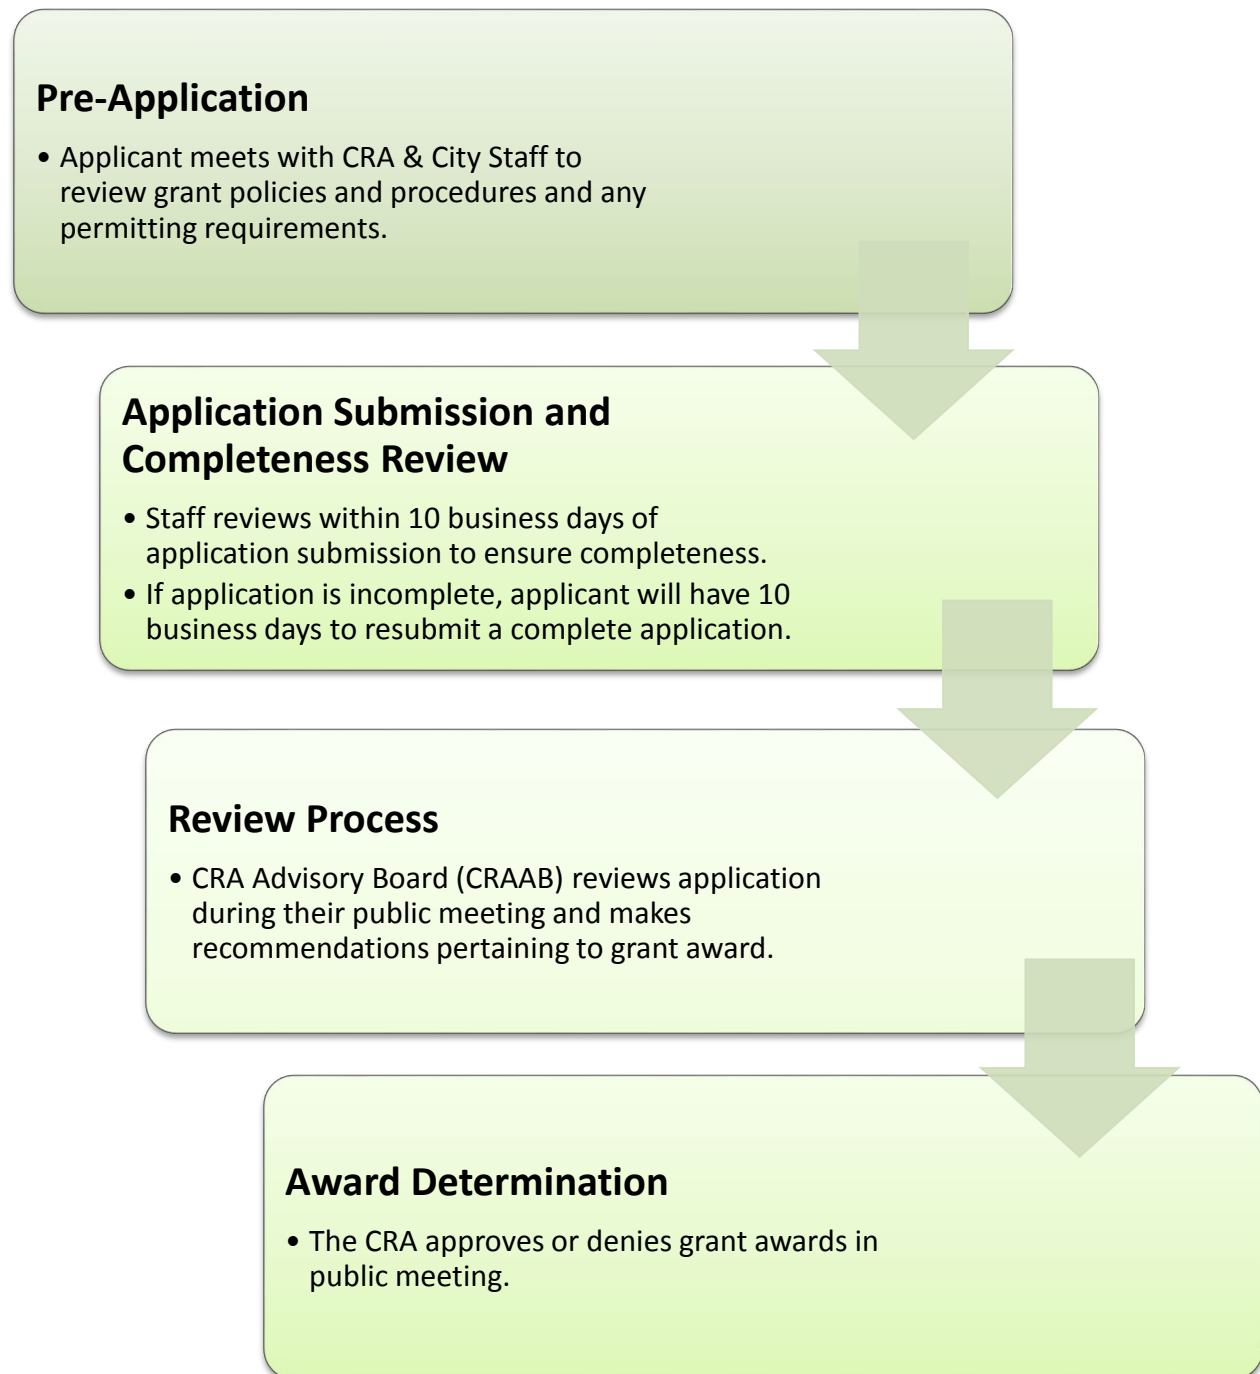 Pre-Application
• Applicant meets with CRA & City Staff to
review grant policies and procedures and any
permitting requirements.
Application Submission and
Completeness Review
• Staff reviews within 10 business days of
application submission to ensure completeness.
• If application is incomplete, applicant will have 10
business days to resubmit a complete application.
Review Process
• CRA Advisory Board (CRAAB) reviews application
during their public meeting and makes
recommendations pertaining to grant award.
Award Determination
• The CRA approves or denies grant awards in
public meeting.